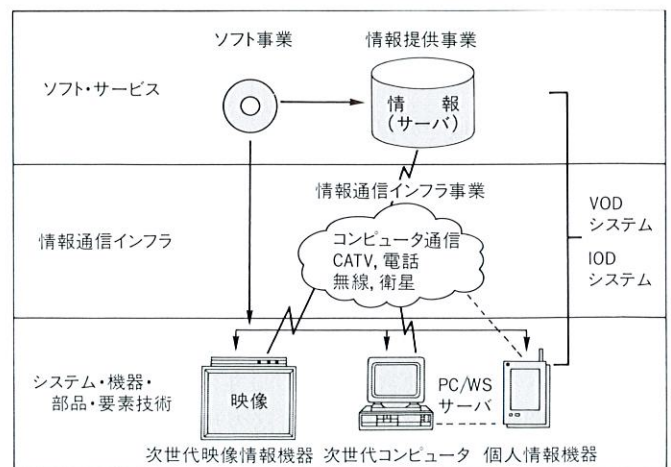 ソフト事業
情報提供事業
ソフト・サービス
情　報
(サーバ)
情報通信インフラ事業
情報通信インフラ
コンピュータ通信
CATV, 電話
無線, 衛星
VOD
システム
IOD
システム
システム・機器・
部品・要素技術
映像
PC/WS
サーバ
次世代映像情報機器
次世代コンピュータ
個人情報機器